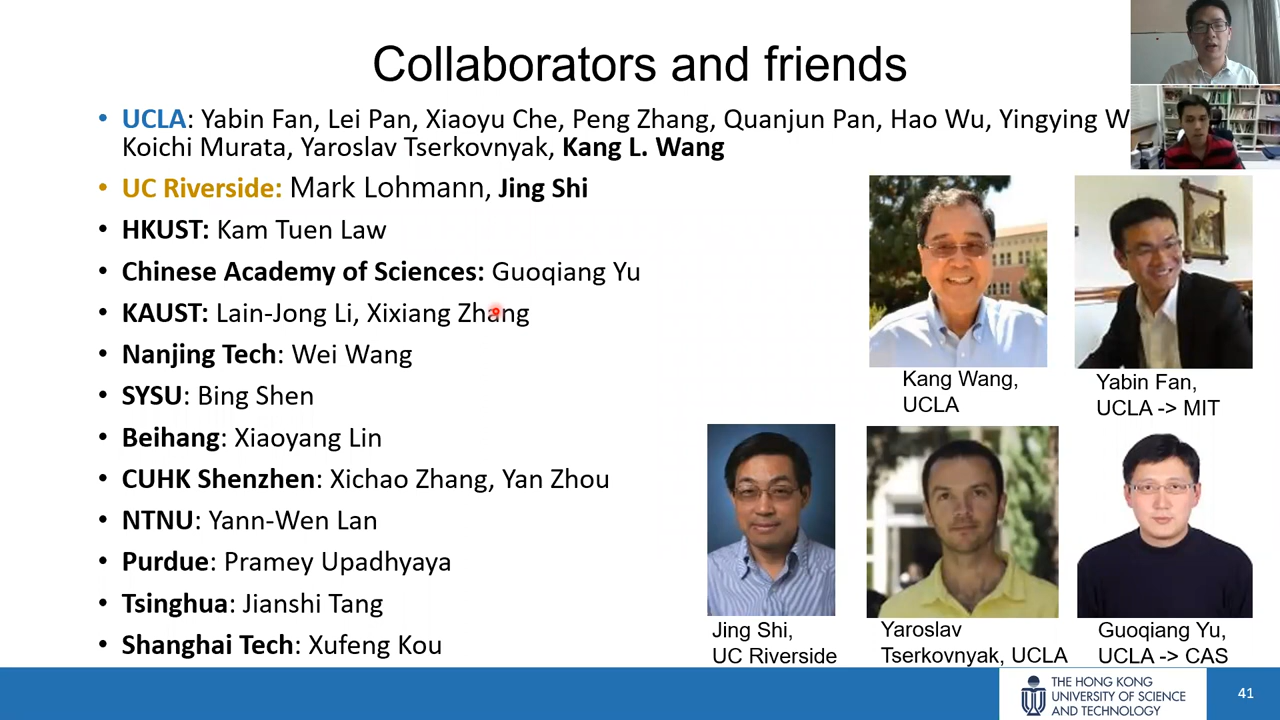 Collaborators and friends
• UCLA: Yabin Fan, Lei Pan, Xiaoyu Che, Peng Zhang, Quanjun Pan, Hao Wu, Yingying W
Koichi Murata, Yaroslav Tserkovnyak, Kang L. Wang
• UC Riverside: Mark Lohmann, Jing Shi
• HKUST: Kam Tuen Law
• Chinese Academy of Sciences: Guoqiang Yu
• KAUST: Lain-Jong Li, Xixiang Zhang
• Nanjing Tech: Wei Wang
• SYSU: Bing Shen
• Beihang: Xiaoyang Lin
• CUHK Shenzhen: Xichao Zhang, Yan Zhou
• NTNU: Yann-Wen Lan
• Purdue: Pramey Upadhyaya
• Tsinghua: Jianshi Tang
• Shanghai Tech: Xufeng Kou
Kang Wang,
UCLA
Yabin Fan,
UCLA -> MIT
Jing Shi,
UC Riverside
Yaroslav
Tserkovnyak, UCLA
Guoqiang Yu,
UCLA -> CAS
THE HONG KONG
UNIVERSITY OF SCIENCE
AND TECHNOLOGY
41